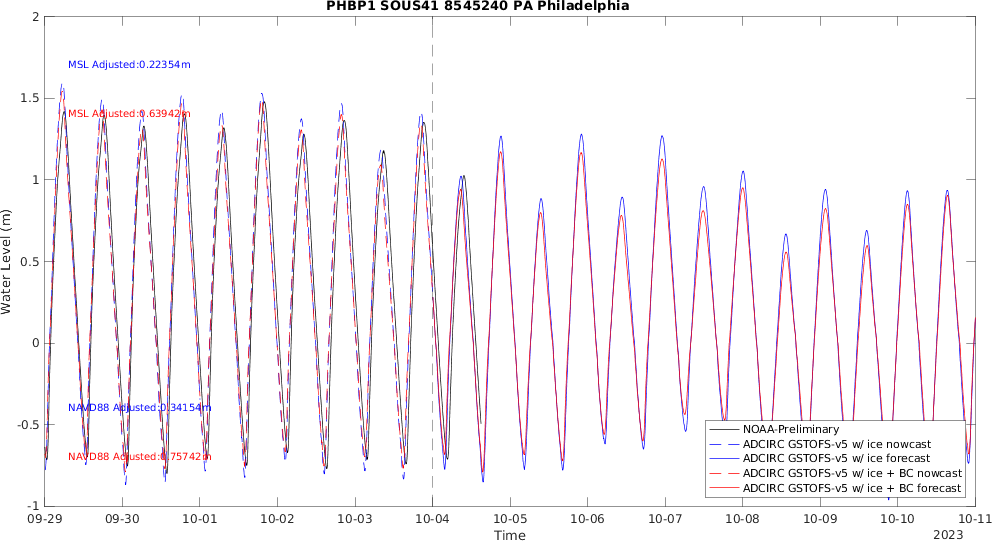 PHBP1 SOUS41 8545240 PA Philadelphia
2
MSL Adjusted:0.22354m
1.5
MSL Adjusted:0.63942m
1
Water Level (m)
0.5
0
NAVD88 Adjusted:0.34154m
-0.5
NAVD88 Adjusted:0.75742m
-1
NOAA-Preliminary
ADCIRC GSTOFS-v5 w/ ice nowcast
ADCIRC GSTOFS-v5 w/ ice forecast
ADCIRC GSTOFS-v5 w/ ice + BC nowcast
ADCIRC GSTOFS-v5 w/ ice + BC forecast
09-29 09-30 10-01 10-02 10-03 10-04 10-05 10-06 10-07 10-08 10-09 10-10 10-11
Time
2023